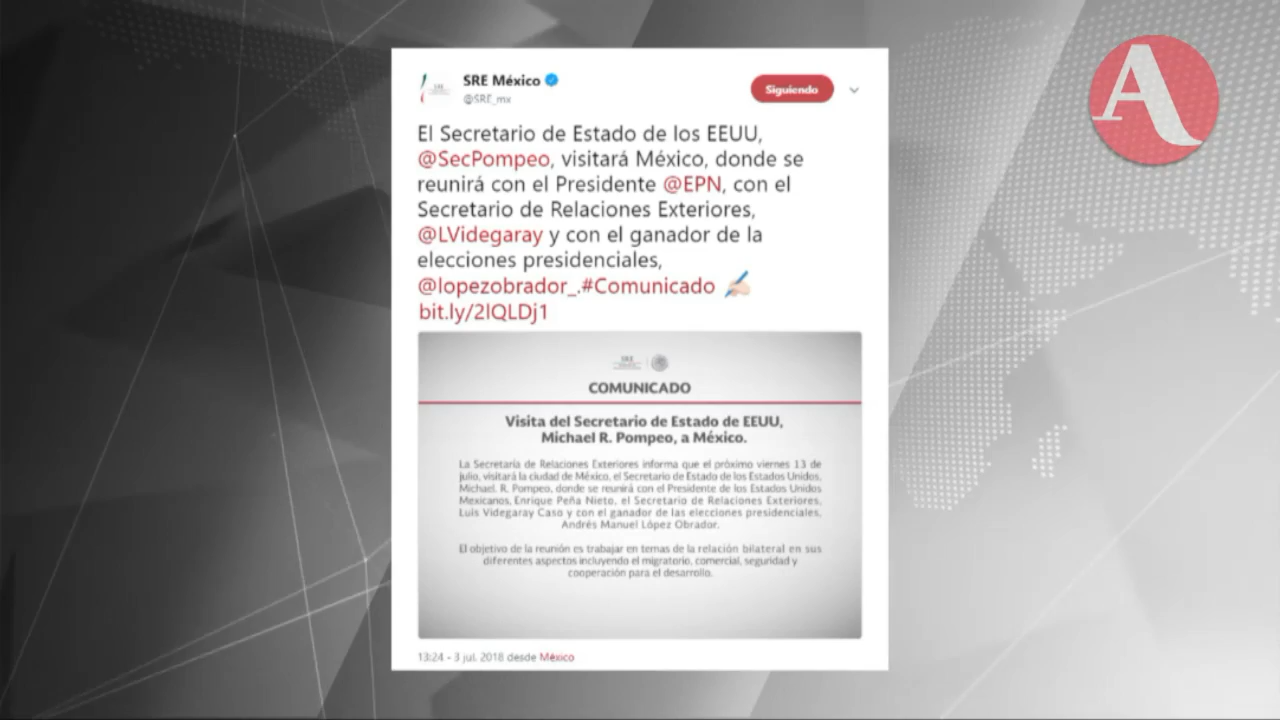 A
SRE México
@SRE_mx
Siguiendo
El Secretario de Estado de los EEUU,
@SecPompeo, visitará México, donde se
reunirá con el Presidente @EPN, con el
Secretario de Relaciones Exteriores,
@LVidegaray y con el ganador de la
elecciones presidenciales,
@lopezobrador_.#Comunicado ✍🏻
bit.ly/2IQLDj1
SRE
COMUNICADO
Visita del Secretario de Estado de EEUU,
Michael R. Pompeo, a México.
La Secretaría de Relaciones Exteriores informa que el próximo viernes 13 de
julio, visitará la ciudad de México, el Secretario de Estado de los Estados Unidos,
Michael. R. Pompeo, donde se reunirá con el Presidente de los Estados Unidos
Mexicanos, Enrique Peña Nieto, el Secretario de Relaciones Exteriores,
Luis Videgaray Caso y con el ganador de las elecciones presidenciales,
Andrés Manuel López Obrador.
El objetivo de la reunión es trabajar en temas de la relación bilateral en sus
diferentes aspectos incluyendo el migratorio, comercial, seguridad y
cooperación para el desarrollo.
13:24 - 3 jul. 2018 desde México